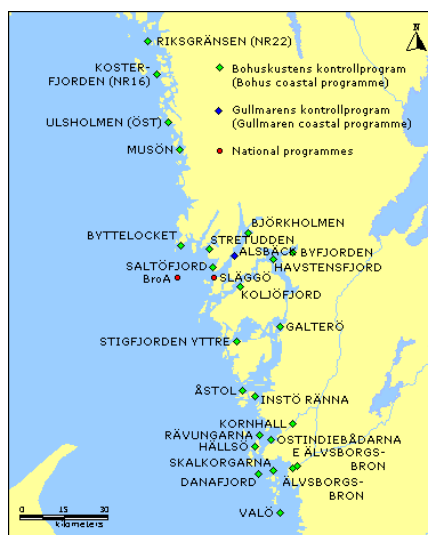 RIKSGRÄNSEN (NR22)
N
KOSTER-
FJORDEN (NR16)
Bohuskustens kontrollprogram
(Bohus coastal programme)
Gullmarens kontrollprogram
(Gullmaren coastal programme)
ULSHOLMEN (ÖST)
MUSÖN
National programmes
BJÖRKHOLMEN
BYTTELOCKET
STRETUDDEN
ALSBÄCK
BYFJORDEN
SALTÖFJORD
HAVSTENSFJORD
BroA
SLÄGGÖ
KOLJÖFJORD
GALTERÖ
STIGFJORDEN YTTRE
ÅSTOL
INSTÖ RÄNNA
KORNHALL
RÄVUNGARNA
ÖSTINDIEBÅDARNA
HÄLLSÖ
E ÄLVSBORGS-
BRON
SKALKORGARNA
DANAFJORD
ÄLVSBORGS-
BRON
VALÖ
0 15 30
kilometers